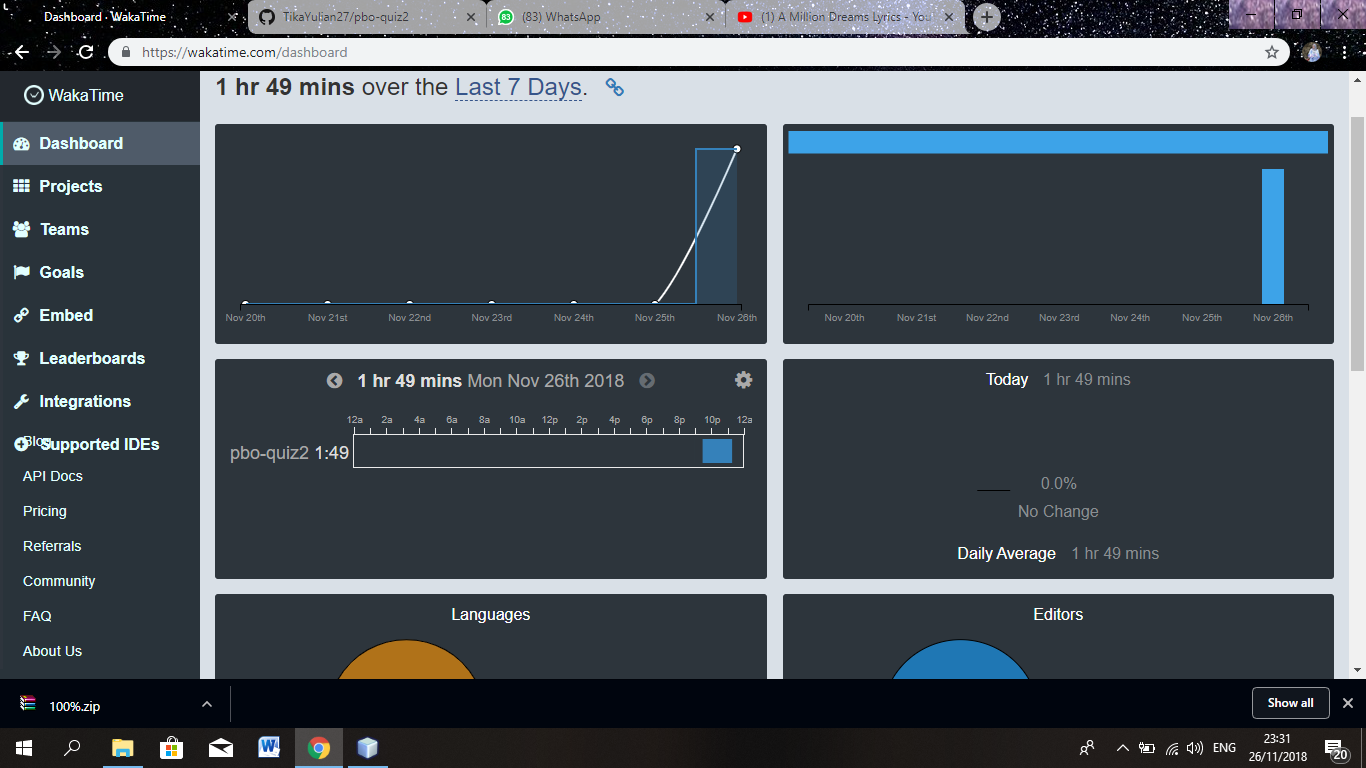 Dashboard · WakaTime
TikaYulian27/pbo-quiz2
83
(83) WhatsApp
(1) A Million Dreams Lyrics - You
https://wakatime.com/dashboard
WakaTime
1 hr 49 mins over the Last 7 Days.
Dashboard
Projects
Teams
Goals
Embed
Leaderboards
Integrations
Supported IDEs
Blog
API Docs
Pricing
Referrals
Community
FAQ
About Us
Nov 20th Nov 21st Nov 22nd Nov 23rd Nov 24th Nov 25th Nov 26th
Nov 20th Nov 21st Nov 22nd Nov 23rd Nov 24th Nov 25th Nov 26th
1 hr 49 mins Mon Nov 26th 2018
12a 2a 4a 6a 8a 10a 12p 2p 4p 6p 8p 10p 12a
pbo-quiz2 1:49
Today 1 hr 49 mins
0.0%
No Change
Daily Average 1 hr 49 mins
Languages
Editors
100%.zip
Show all
ENG
23:31
26/11/2018
20